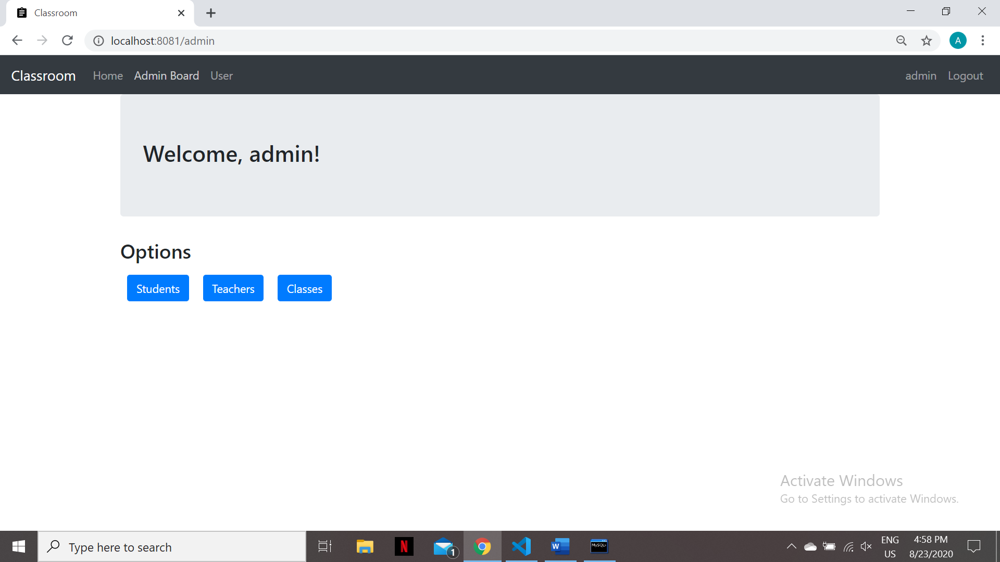 Classroom
localhost:8081/admin
A
Classroom Home Admin Board User admin Logout
Welcome, admin!
Options
Students Teachers Classes
Activate Windows
Go to Settings to activate Windows.
Type here to search
N
1
W
MySQL>
ENG
US
4:58 PM
8/23/2020